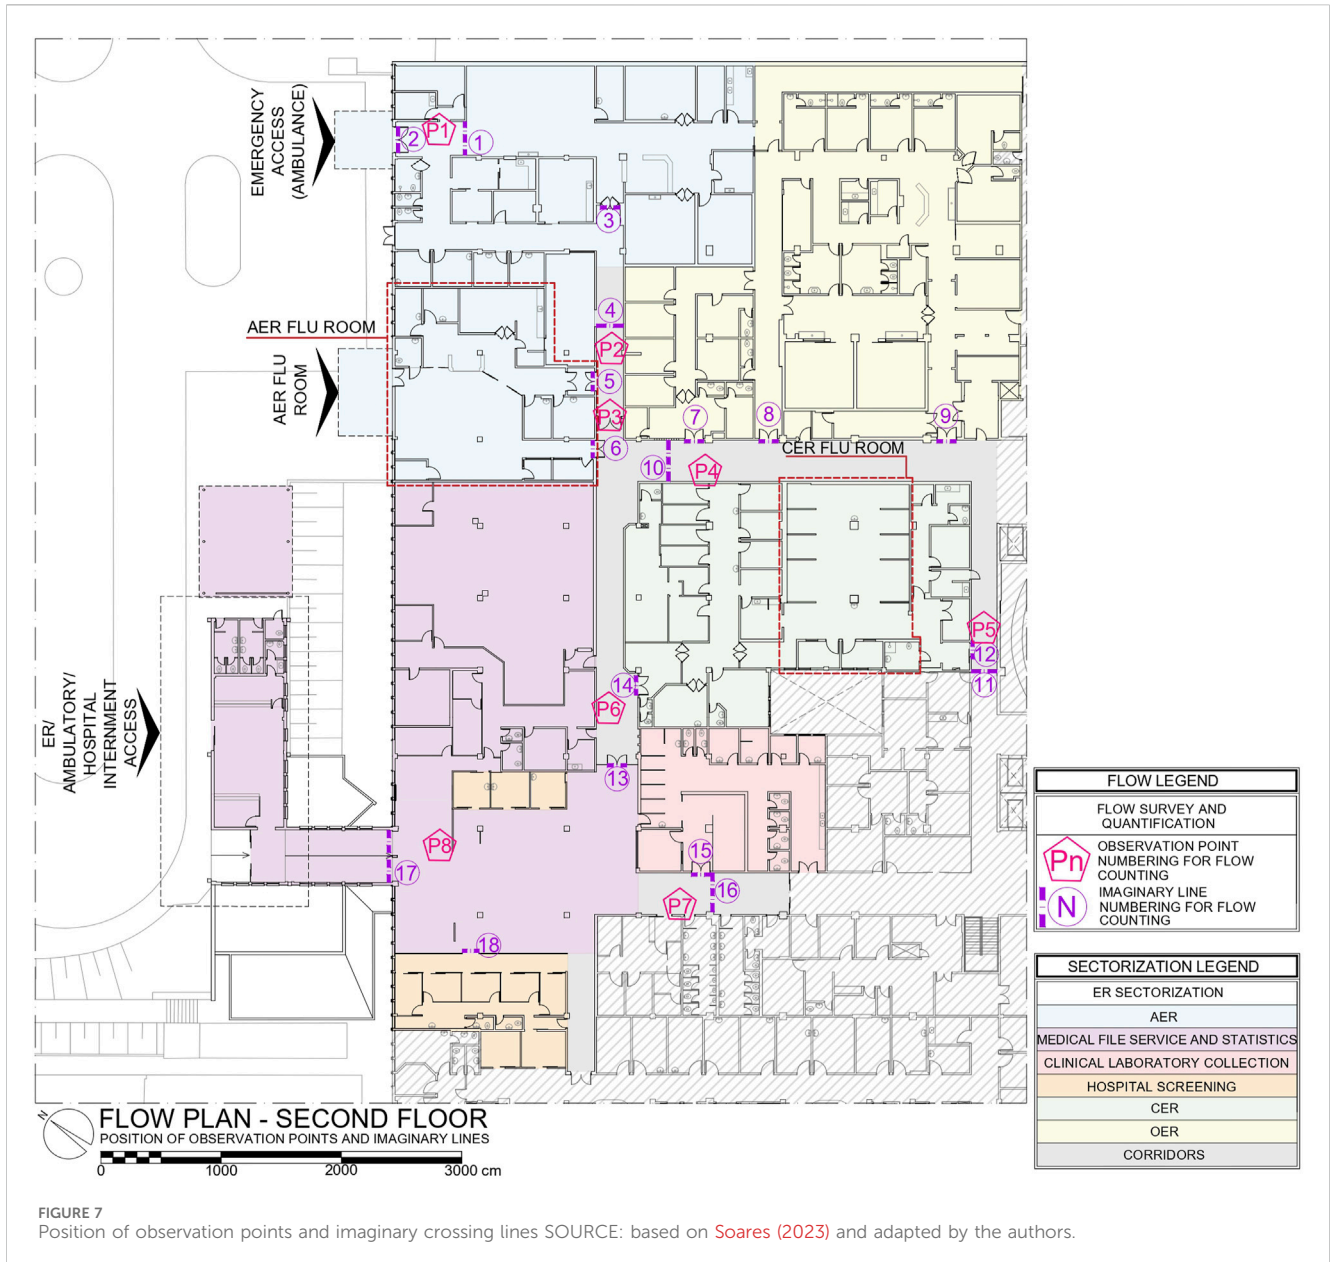 EMERGENCY
ACCESS
(AMBULANCE)
2
P1
1
3
4
AER FLU ROOM
P2
AER FLU
ROOM
5
P3
7
8
9
6
10
P4
CER FLU ROOM
P5
12
11
14
P6
ER/
AMBULATORY/
HOSPITAL
INTERNMENT
ACCESS
13
P8
17
15
16
P7
18
FLOW LEGEND
FLOW SURVEY AND
QUANTIFICATION
Pn
OBSERVATION POINT
NUMBERING FOR FLOW
COUNTING
N
IMAGINARY LINE
NUMBERING FOR FLOW
COUNTING
SECTORIZATION LEGEND
ER SECTORIZATION
AER
MEDICAL FILE SERVICE AND STATISTICS
CLINICAL LABORATORY COLLECTION
HOSPITAL SCREENING
CER
OER
CORRIDORS
N
FLOW PLAN - SECOND FLOOR
POSITION OF OBSERVATION POINTS AND IMAGINARY LINES
0 1000 2000 3000 cm
FIGURE 7
Position of observation points and imaginary crossing lines SOURCE: based on Soares (2023) and adapted by the authors.